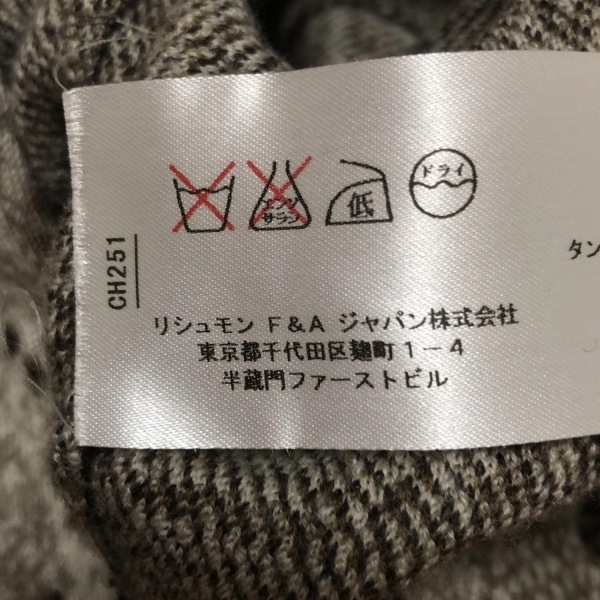 エンソ
サラシ
低
ドライ
CH251
タン
リシュモン F&A ジャパン株式会社
東京都千代田区麹町1-4
半蔵門ファーストビル